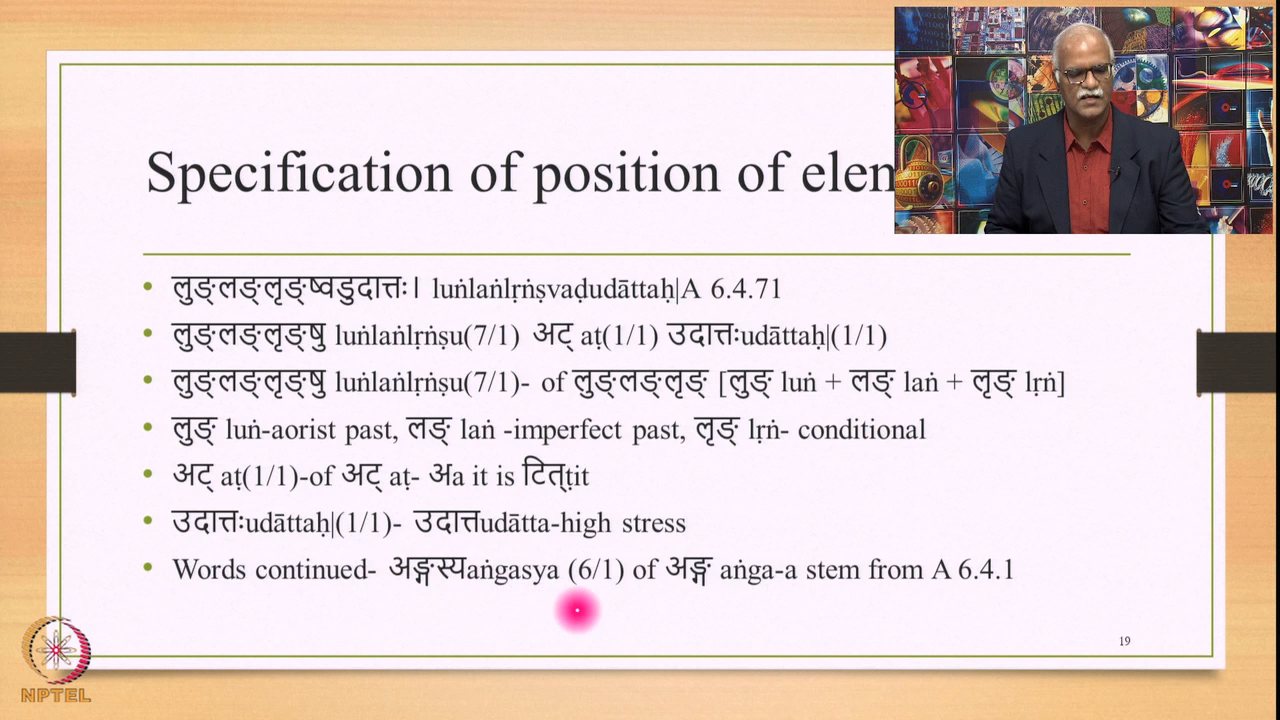 Specification of position of elem
• लुङ्लङ्लृङ्ष्वडुदात्तः। luṅlaṅlṛṅṣvaḍudāttaḥ|A 6.4.71
• लुङ्लङ्लृङ्षु luṅlaṅlṛṅṣu(7/1) अट् aṭ(1/1) उदात्तःudāttaḥ|(1/1)
• लुङ्लङ्लृङ्षु luṅlaṅlṛṅṣu(7/1)- of लुङ्लङ्लृङ् [लुङ् luṅ + लङ् laṅ + लृङ् lṛṅ]
• लुङ् luṅ-aorist past, लङ् laṅ -imperfect past, लृङ् lṛṅ- conditional
• अट् aṭ(1/1)-of अट् aṭ- अa it is टित्ṭit
• उदात्तःudāttaḥ|(1/1)- उदात्तudātta-high stress
• Words continued- अङ्गस्यaṅgasya (6/1) of अङ्ग aṅga-a stem from A 6.4.1
19
NPTEL